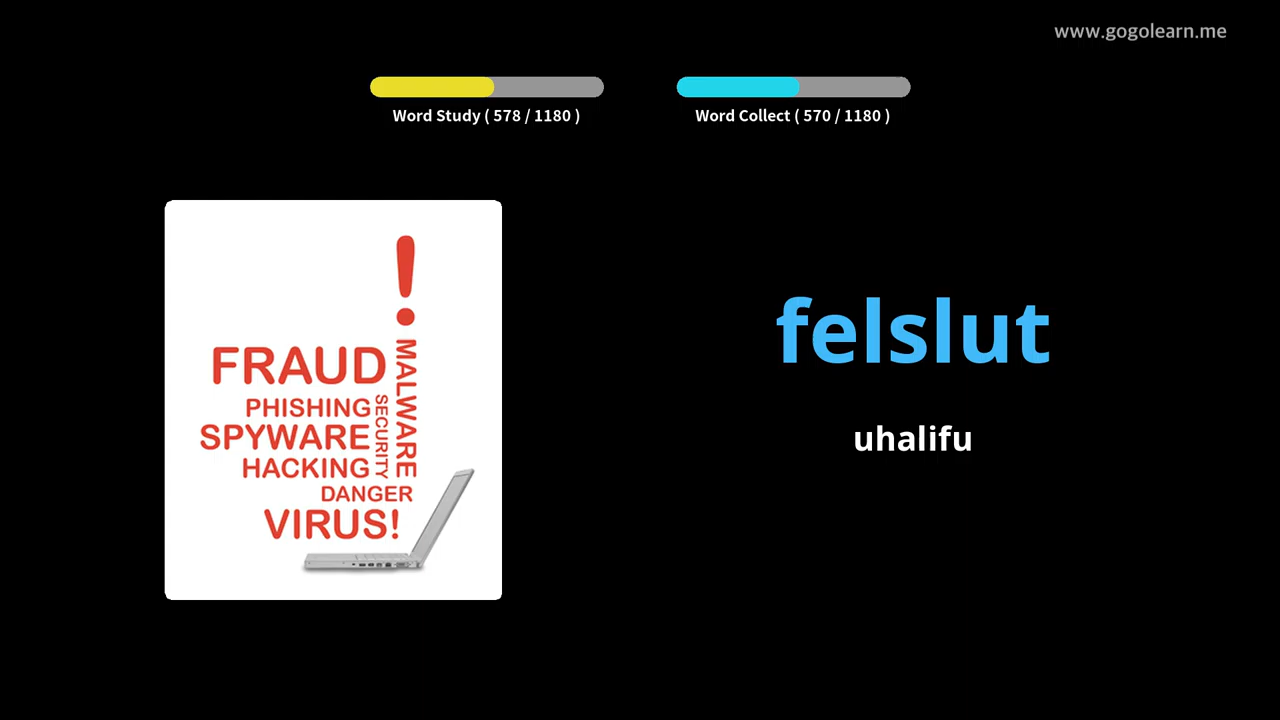 www.gogolearn.me
Word Study ( 578 / 1180 )
Word Collect ( 570 / 1180 )
!
FRAUD
MALWARE
PHISHING
SECURITY
SPYWARE
HACKING
DANGER
VIRUS!
felslut
uhalifu